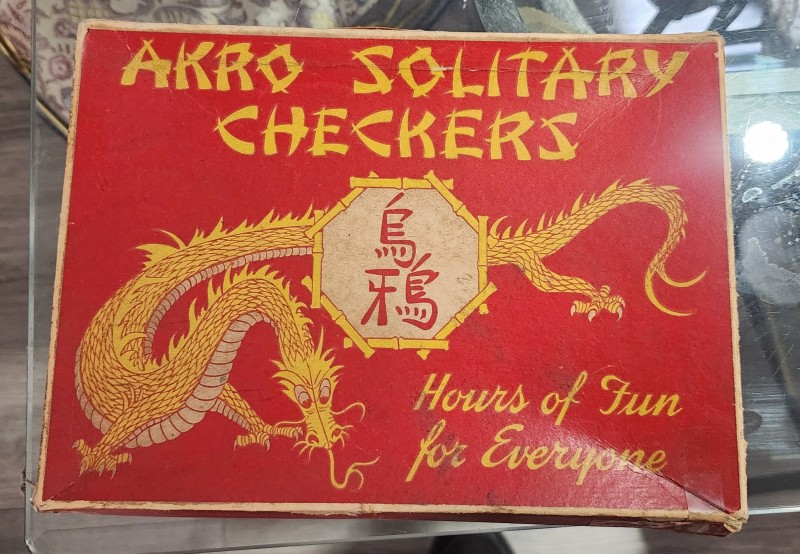 AKRO SOLITARY
CHECKERS
烏
鴉
Hours of Fun
for Everyone